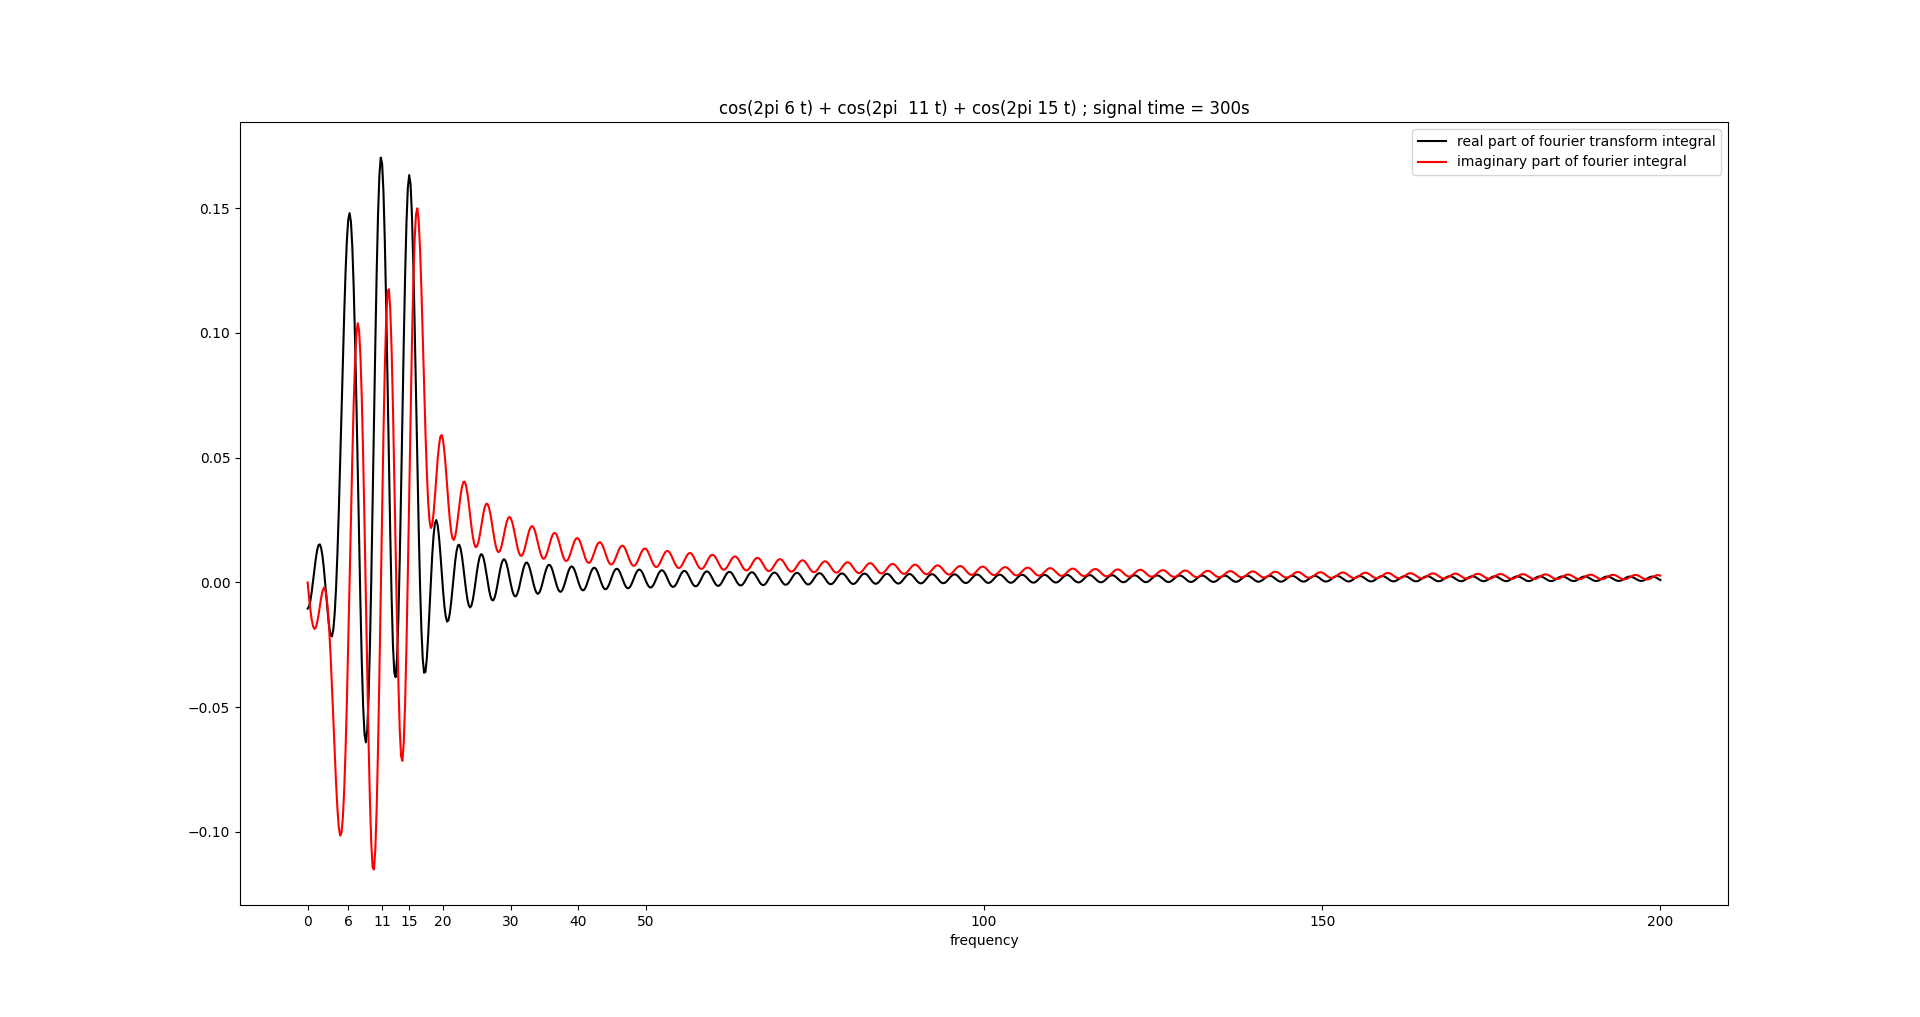 cos(2pi 6 t) + cos(2pi  11 t) + cos(2pi 15 t) ; signal time = 300s
real part of fourier transform integral
imaginary part of fourier integral
0.15
0.10
0.05
0.00
−0.05
−0.10
0 6 11 15 20 30 40 50 100 150 200
frequency